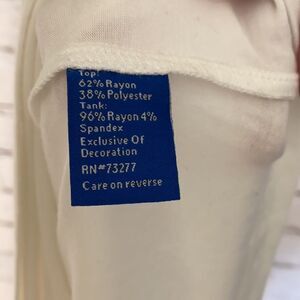 Top:
62% Rayon
38% Polyester
Tank:
96% Rayon 4%
Spandex
Exclusive Of
Decoration
RN#73277
Care on reverse